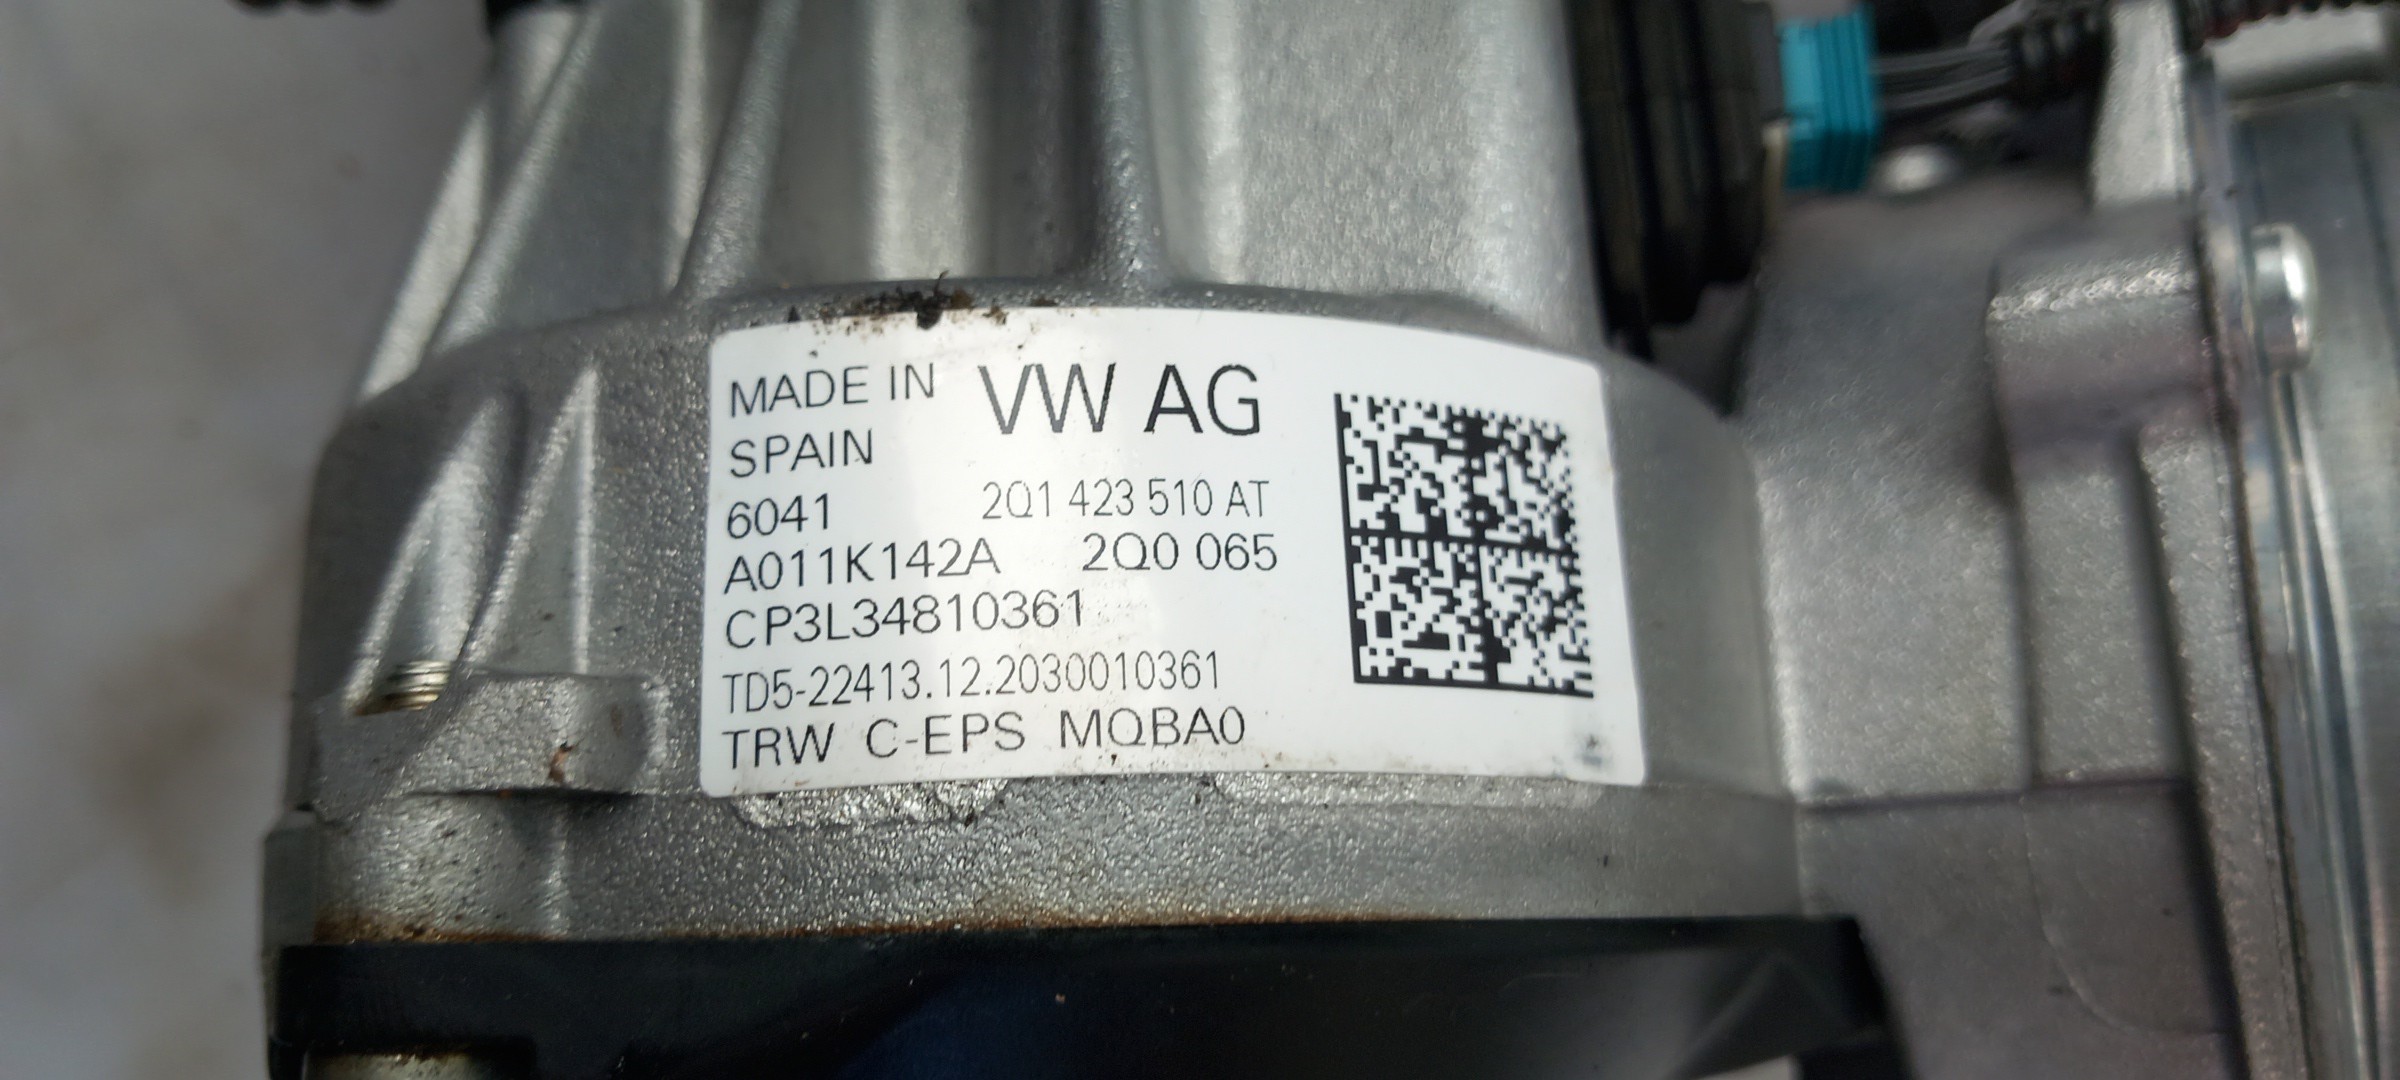 MADE IN VW AG
SPAIN
6041 2Q1 423 510 AT
A011K142A 2Q0 065
CP3L34810361
TD5-22413.12.2030010361
TRW C-EPS MQBA0